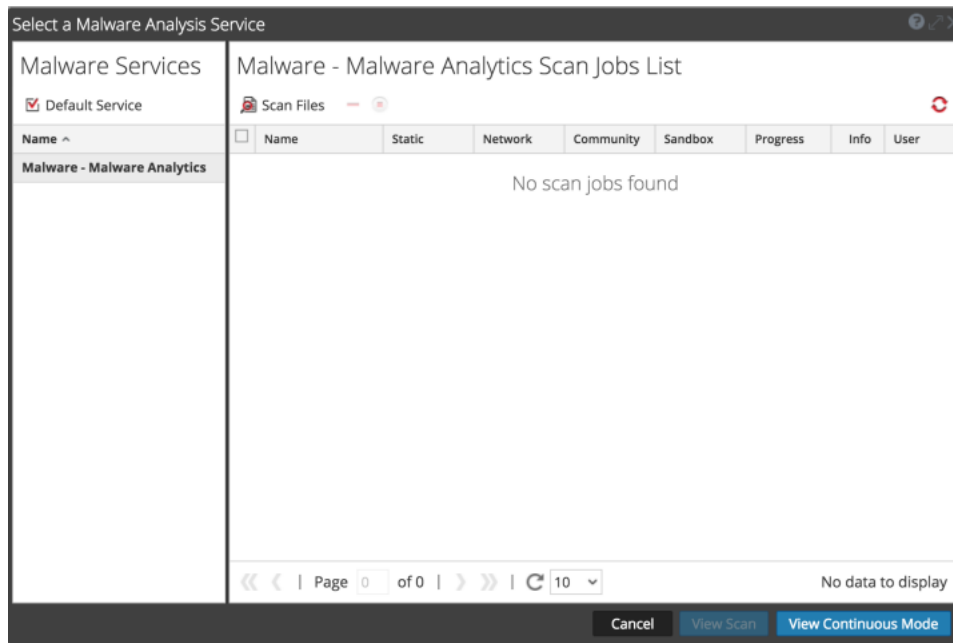 Select a Malware Analysis Service
Malware Services
Default Service
Name
Malware - Malware Analytics
Malware - Malware Analytics Scan Jobs List
Scan Files
Name Static Network Community Sandbox Progress Info User
No scan jobs found
Page 0 of 0 | 10
No data to display
Cancel View Scan View Continuous Mode